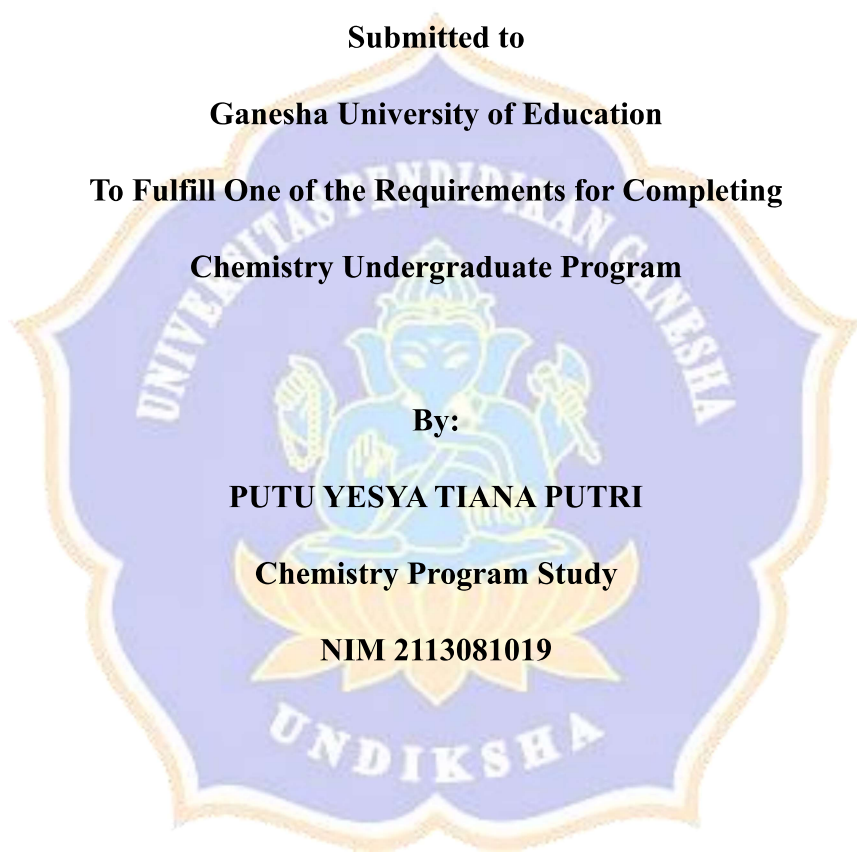 Submitted to
Ganesha University of Education
To Fulfill One of the Requirements for Completing
Chemistry Undergraduate Program
By:
PUTU YESYA TIANA PUTRI
Chemistry Program Study
NIM 2113081019
UNIVERSITAS PENDIDIKAN GANESHA
UNDIKSHA